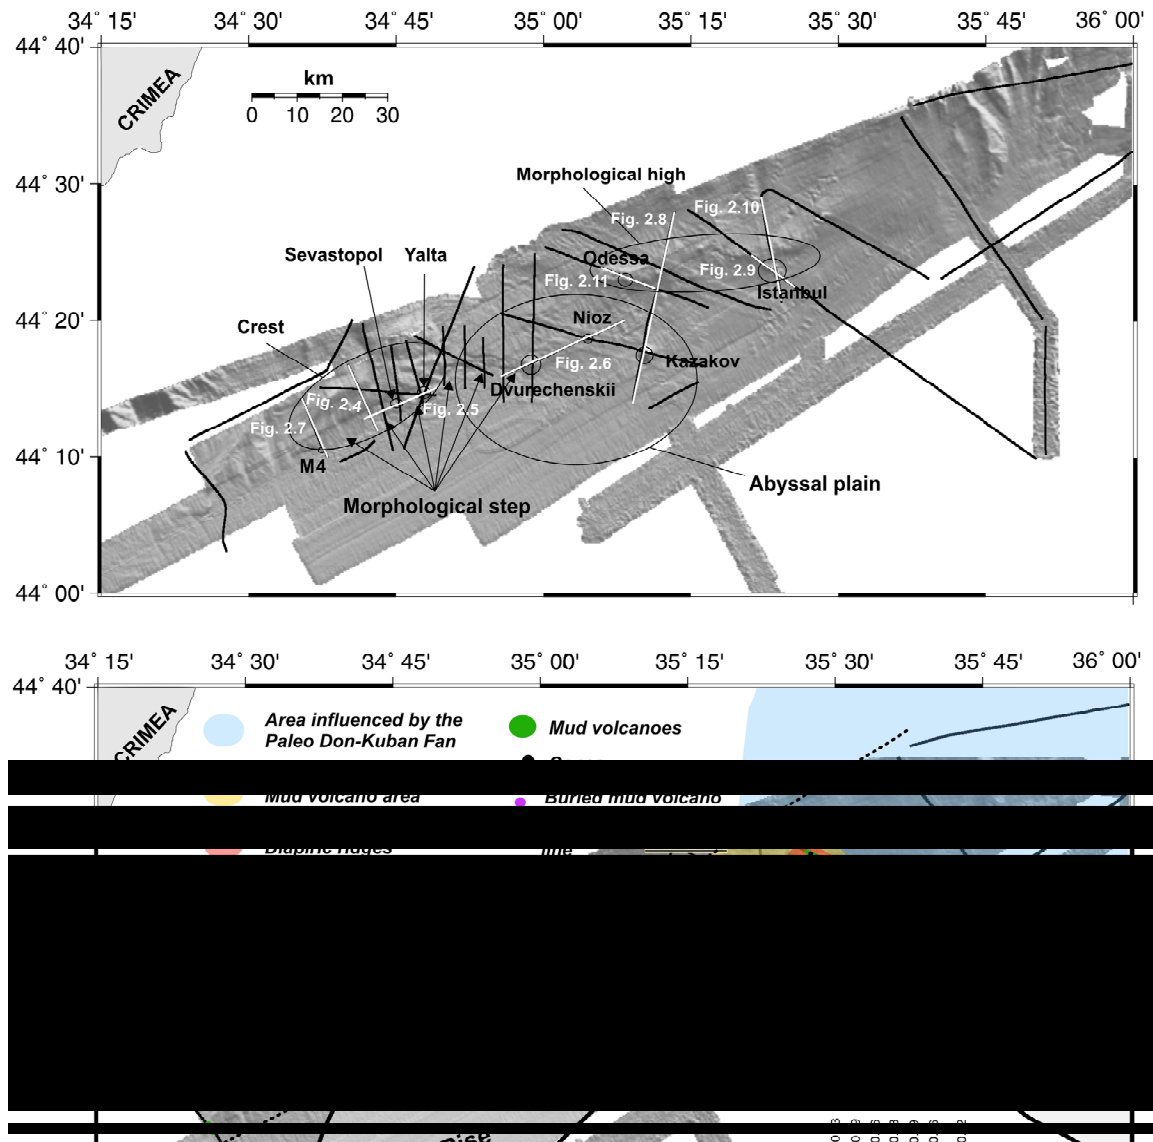 34° 15' 34° 30' 34° 45' 35° 00' 35° 15' 35° 30' 35° 45' 36° 00'
44° 40'
CRIMEA
km
0 10 20 30
44° 30'
Morphological high
Fig. 2.8
Fig. 2.10
Sevastopol
Yalta
Odessa
Fig. 2.11
Fig. 2.9
Istanbul
44° 20'
Crest
Nioz
Fig. 2.6
Kazakov
Dvurechenskii
Fig. 2.4
Fig. 2.5
Fig. 2.7
44° 10'
M4
Morphological step
Abyssal plain
44° 00'
34° 15' 34° 30' 34° 45' 35° 00' 35° 15' 35° 30' 35° 45' 36° 00'
44° 40'
CRIMEA
Area influenced by the
Paleo Don-Kuban Fan
Mud volcanoes
Mud volcano area
Buried mud volcano
Diapiric ridges
line
Rise